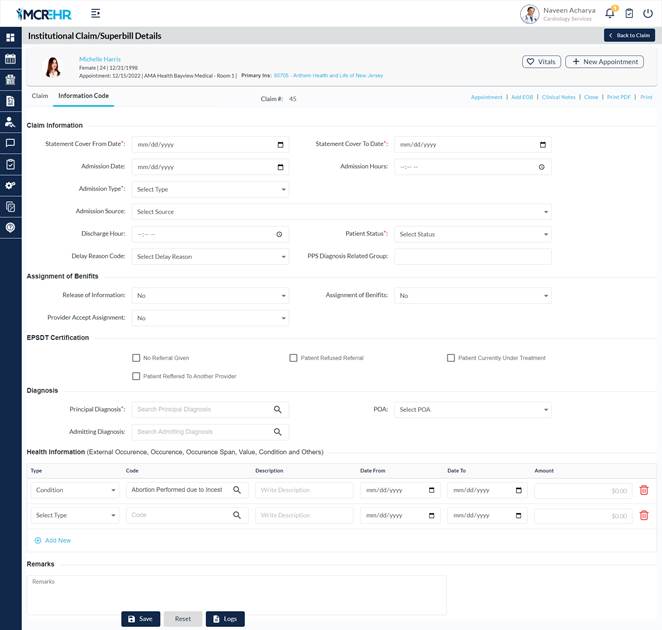 MCREHR
Naveen Acharya
Cardiology Services
Institutional Claim/Superbill Details
Back to Claim
Michelle Harris
Female | 24 | 12/31/1998
Appointment: 12/15/2022 | AMA Health Bayview Medical - Room 1 | Primary Ins: 80705 - Anthem Health and Life of New Jersey
Vitals
New Appointment
Claim Information Code Claim #: 45
Appointment | Add EOB | Clinical Notes | Close | Print PDF | Print
Claim Information
Statement Cover From Date*: mm/dd/yyyy Statement Cover To Date*: mm/dd/yyyy
Admission Date: mm/dd/yyyy Admission Hours: --:-- --
Admission Type*: Select Type
Admission Source: Select Source
Discharge Hour: --:-- -- Patient Status*: Select Status
Delay Reason Code: Select Delay Reason PPS Diagnosis Related Group:
Assignment of Benifits
Release of Information: No Assignment of Benifits: No
Provider Accept Assignment: No
EPSDT Certification
No Referral Given Patient Refused Referral Patient Currently Under Treatment
Patient Reffered To Another Provider
Diagnosis
Principal Diagnosis*: Search Principal Diagnosis POA: Select POA
Admitting Diagnosis: Search Admitting Diagnosis
Health Information (External Occurence, Occurence, Occurence Span, Value, Condition and Others)
Type Code Description Date From Date To Amount
Condition Abortion Performed due to Incest Write Description mm/dd/yyyy mm/dd/yyyy $0.00
Select Type Code Write Description mm/dd/yyyy mm/dd/yyyy $0.00
Add New
Remarks
Remarks
Save Reset Logs